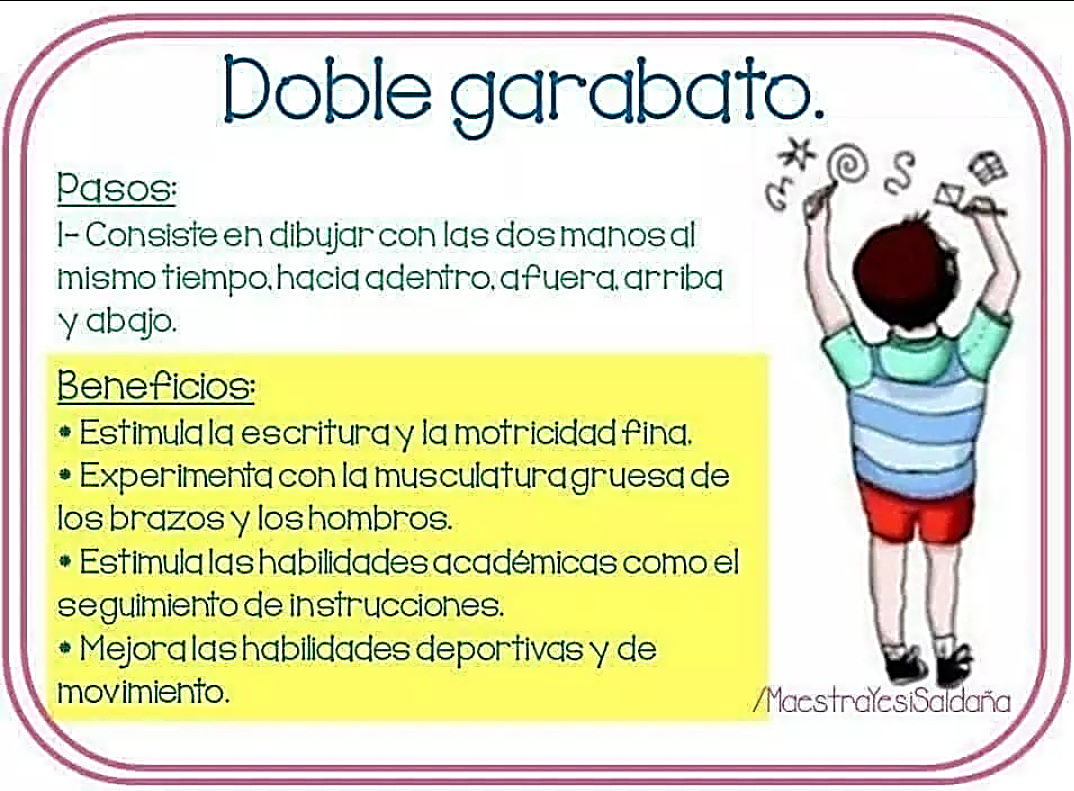 Doble garabato.
Pasos:
1- Consiste en dibujar con las dos manos al
mismo tiempo, hacia adentro, afuera, arriba
y abajo.
Beneficios:
• Estimula la escritura y la motricidad fina.
• Experimenta con la musculatura gruesa de
los brazos y los hombros.
• Estimula las habilidades académicas como el
seguimiento de instrucciones.
• Mejora las habilidades deportivas y de
movimiento.
/MaestraYesiSaldaña